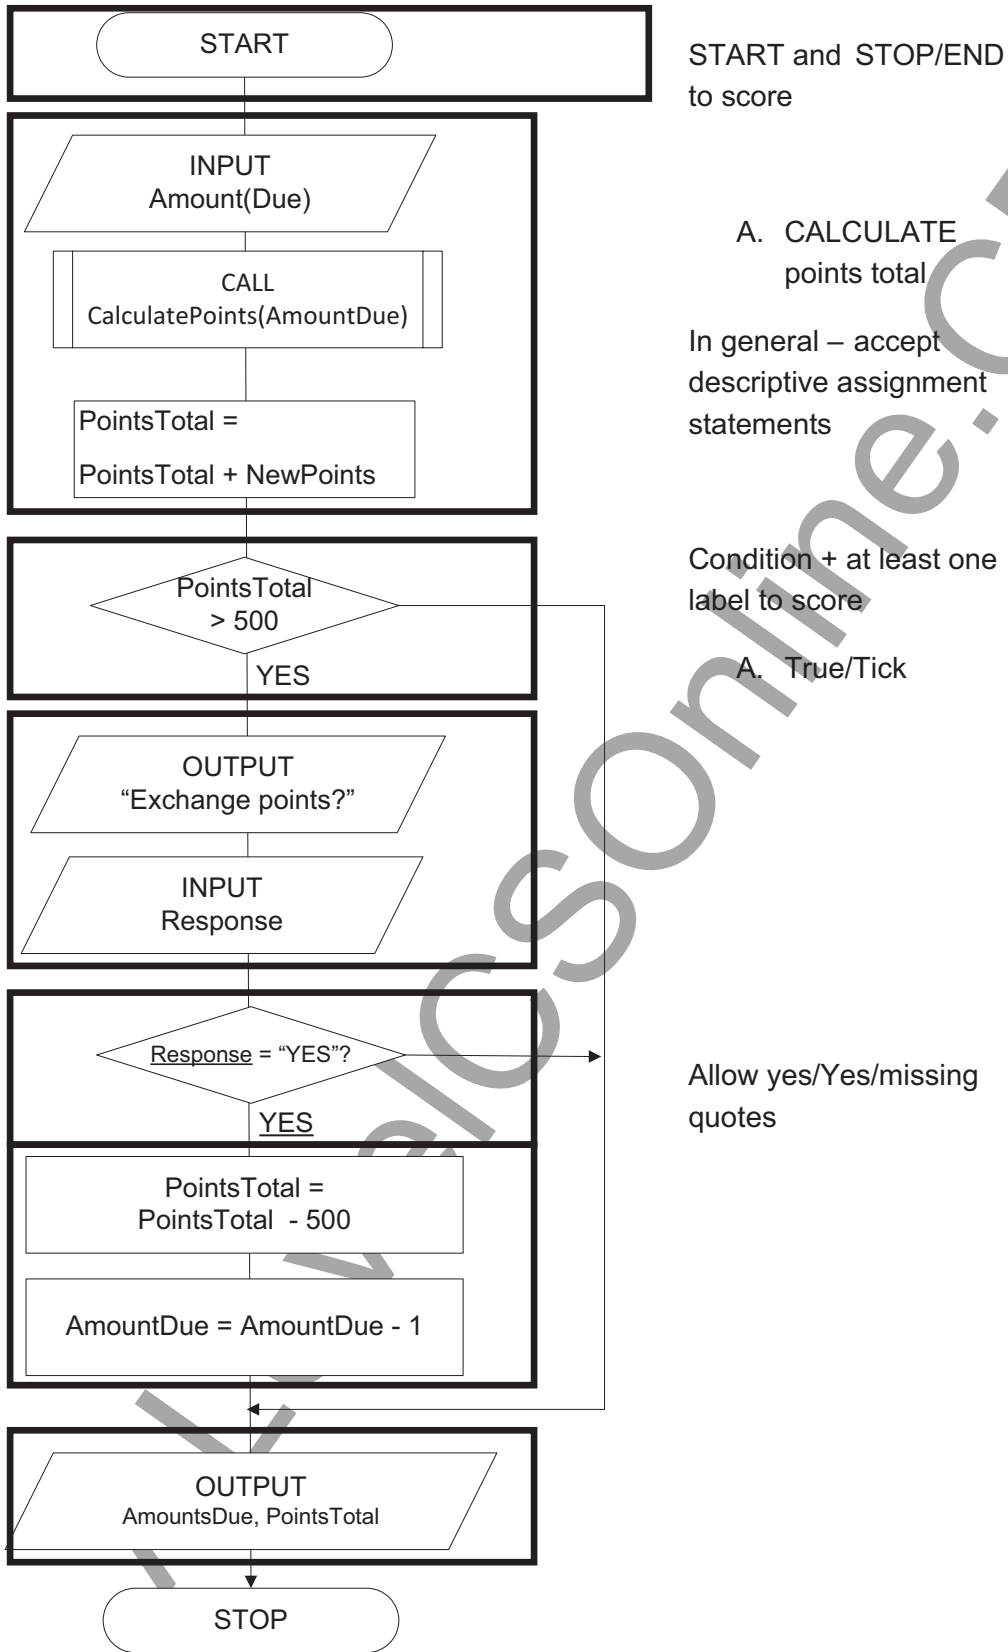 START
START and STOP/END
to score
INPUT
Amount(Due)
A. CALCULATE
points total
CALL
CalculatePoints(AmountDue)
In general – accept
descriptive assignment
statements
PointsTotal =
PointsTotal + NewPoints
PointsTotal
> 500
Condition + at least one
label to score
YES
A. True/Tick
OUTPUT
“Exchange points?”
INPUT
Response
Response = “YES”?
Allow yes/Yes/missing
quotes
YES
PointsTotal =
PointsTotal - 500
AmountDue = AmountDue - 1
OUTPUT
AmountsDue, PointsTotal
STOP